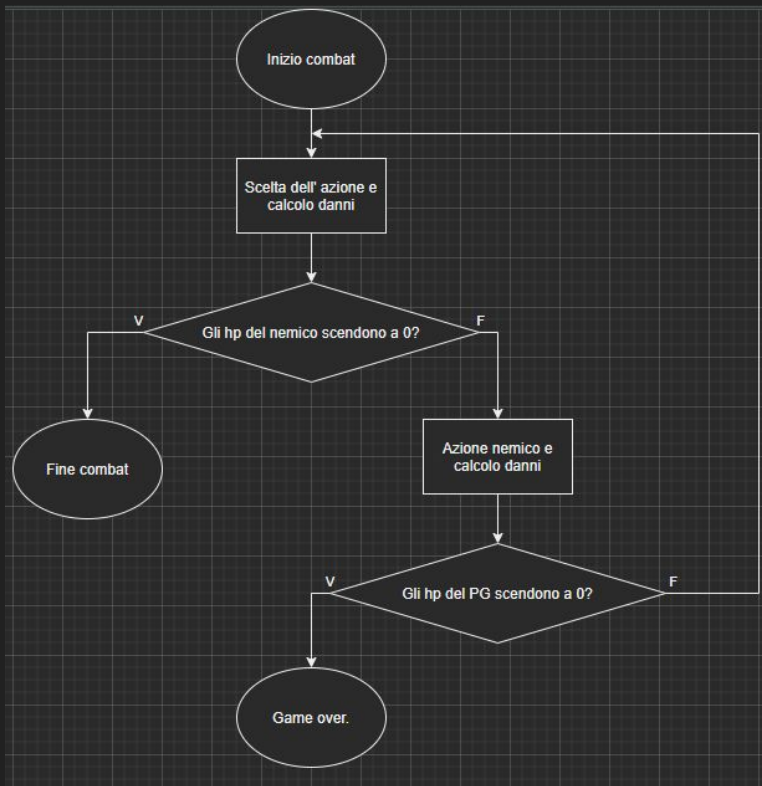 Inizio combat
Scelta dell' azione e
calcolo danni
V
Gli hp del nemico scendono a 0?
F
Fine combat
Azione nemico e
calcolo danni
V
Gli hp del PG scendono a 0?
F
Game over.